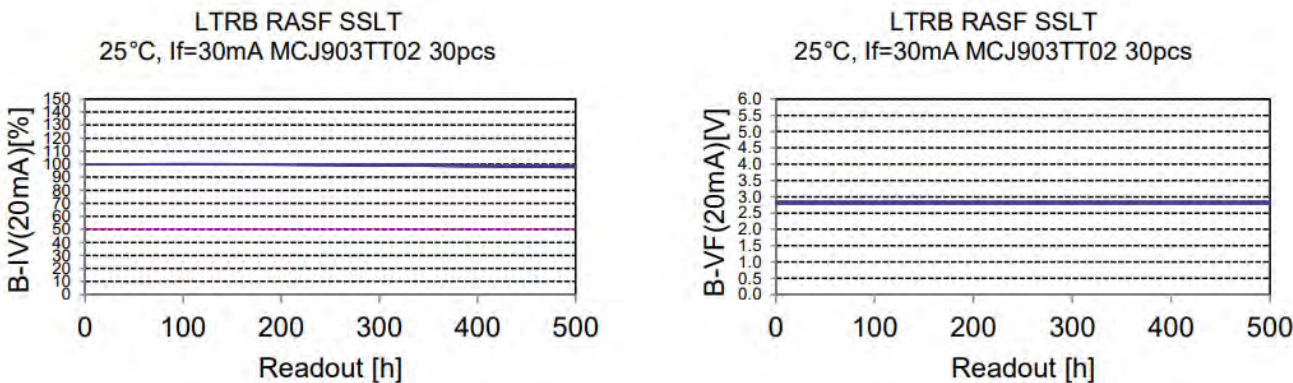 LTRB RASF SSLT
25°C, If=30mA MCJ903TT02 30pcs
B-IV(20mA)[%]
150
140
130
120
110
100
90
80
70
60
50
40
30
20
10
0
0 100 200 300 400 500
Readout [h]
LTRB RASF SSLT
25°C, If=30mA MCJ903TT02 30pcs
B-VF(20mA)[V]
6.0
5.5
5.0
4.5
4.0
3.5
3.0
2.5
2.0
1.5
1.0
0.5
0.0
0 100 200 300 400 500
Readout [h]